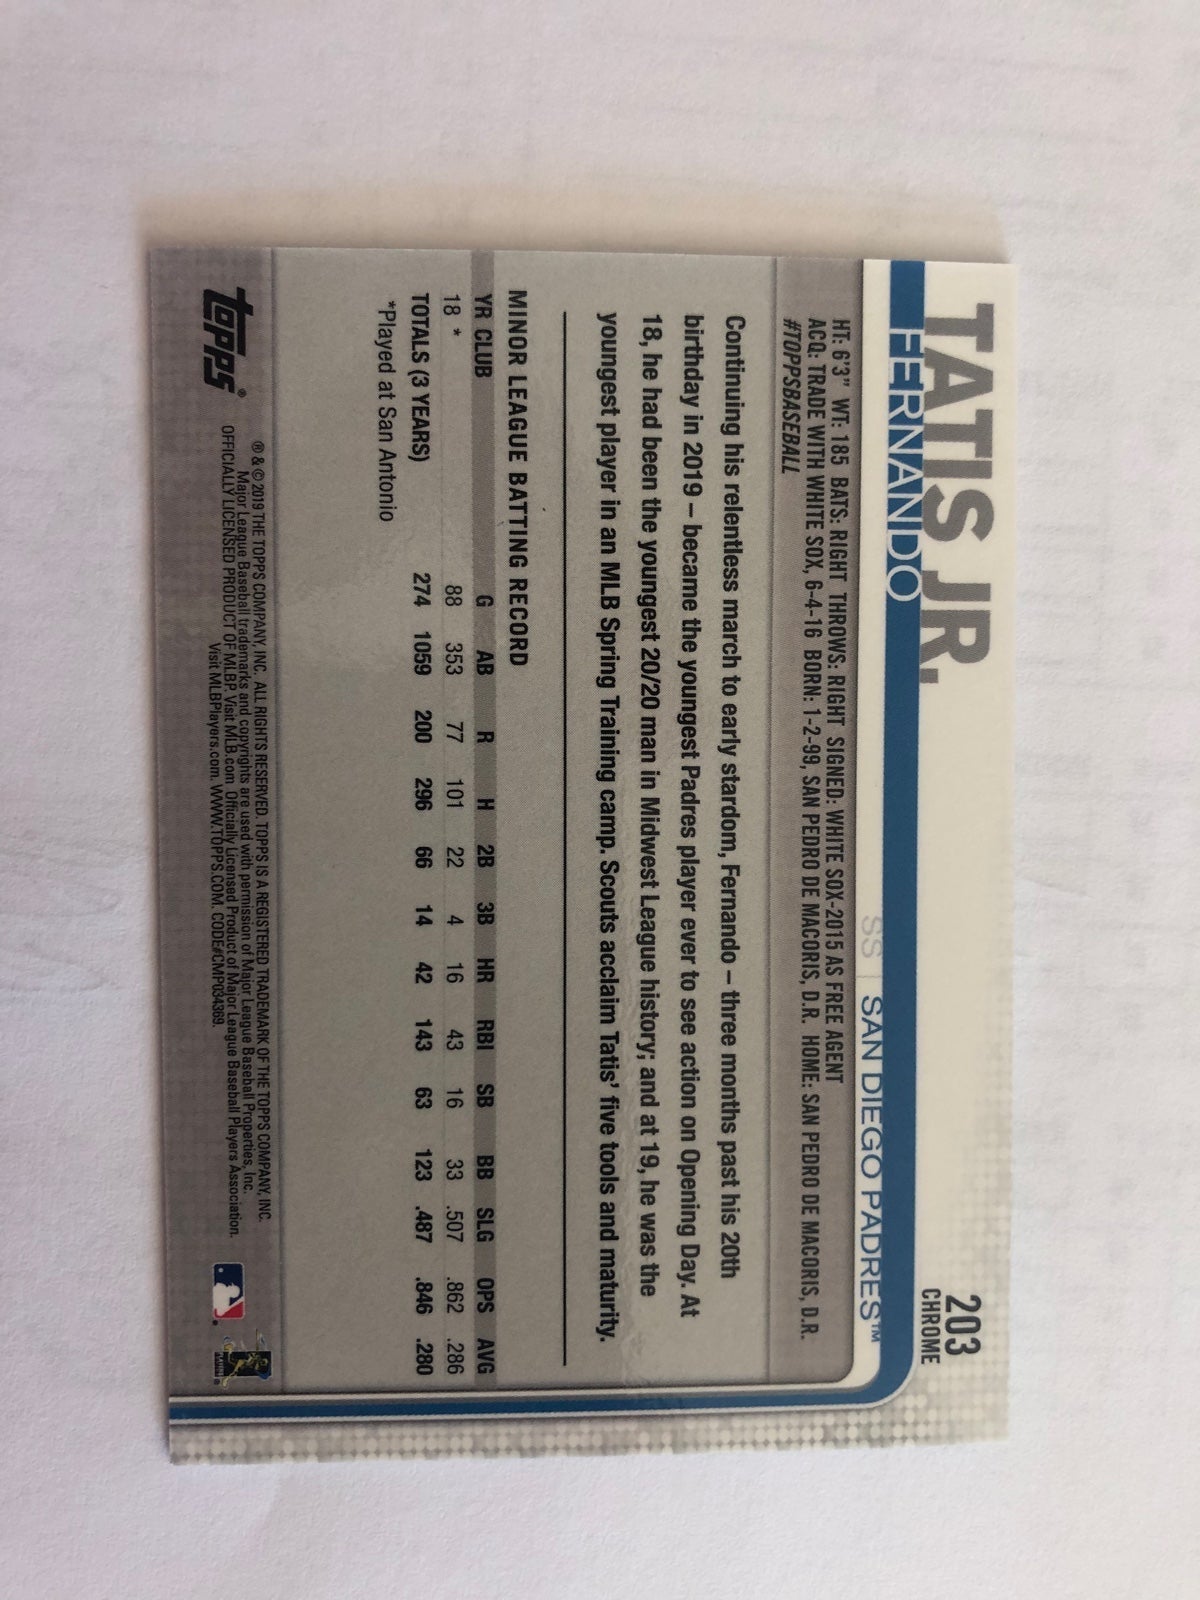 TATIS JR.
FERNANDO
203
CHROME
SS | SAN DIEGO PADRES™
HT: 6'3" WT: 185 BATS: RIGHT THROWS: RIGHT SIGNED: WHITE SOX-2015 AS FREE AGENT
ACQ: TRADE WITH WHITE SOX, 6-4-16 BORN: 1-2-99, SAN PEDRO DE MACORIS, D.R. HOME: SAN PEDRO DE MACORIS, D.R.
#TOPPSBASEBALL
Continuing his relentless march to early stardom, Fernando – three months past his 20th
birthday in 2019 – became the youngest Padres player ever to see action on Opening Day. At
18, he had been the youngest 20/20 man in Midwest League history; and at 19, he was the
youngest player in an MLB Spring Training camp. Scouts acclaim Tatis' five tools and maturity.
MINOR LEAGUE BATTING RECORD
YR CLUB G AB R H 2B 3B HR RBI SB BB SLG OPS AVG
18 * 88 353 77 101 22 4 16 43 16 33 .507 .862 .286
TOTALS (3 YEARS) 274 1059 200 296 66 14 42 143 63 123 .487 .846 .280
*Played at San Antonio
topps®
® & © 2019 THE TOPPS COMPANY, INC. ALL RIGHTS RESERVED. TOPPS IS A REGISTERED TRADEMARK OF THE TOPPS COMPANY, INC.
Major League Baseball trademarks and copyrights are used with permission of Major League Baseball Properties, Inc.
OFFICIALLY LICENSED PRODUCT OF MLBP. Visit MLB.com Officially Licensed Product of Major League Baseball Players Association.
Visit MLBPlayers.com. WWW.TOPPS.COM. CODE#CMP034369.